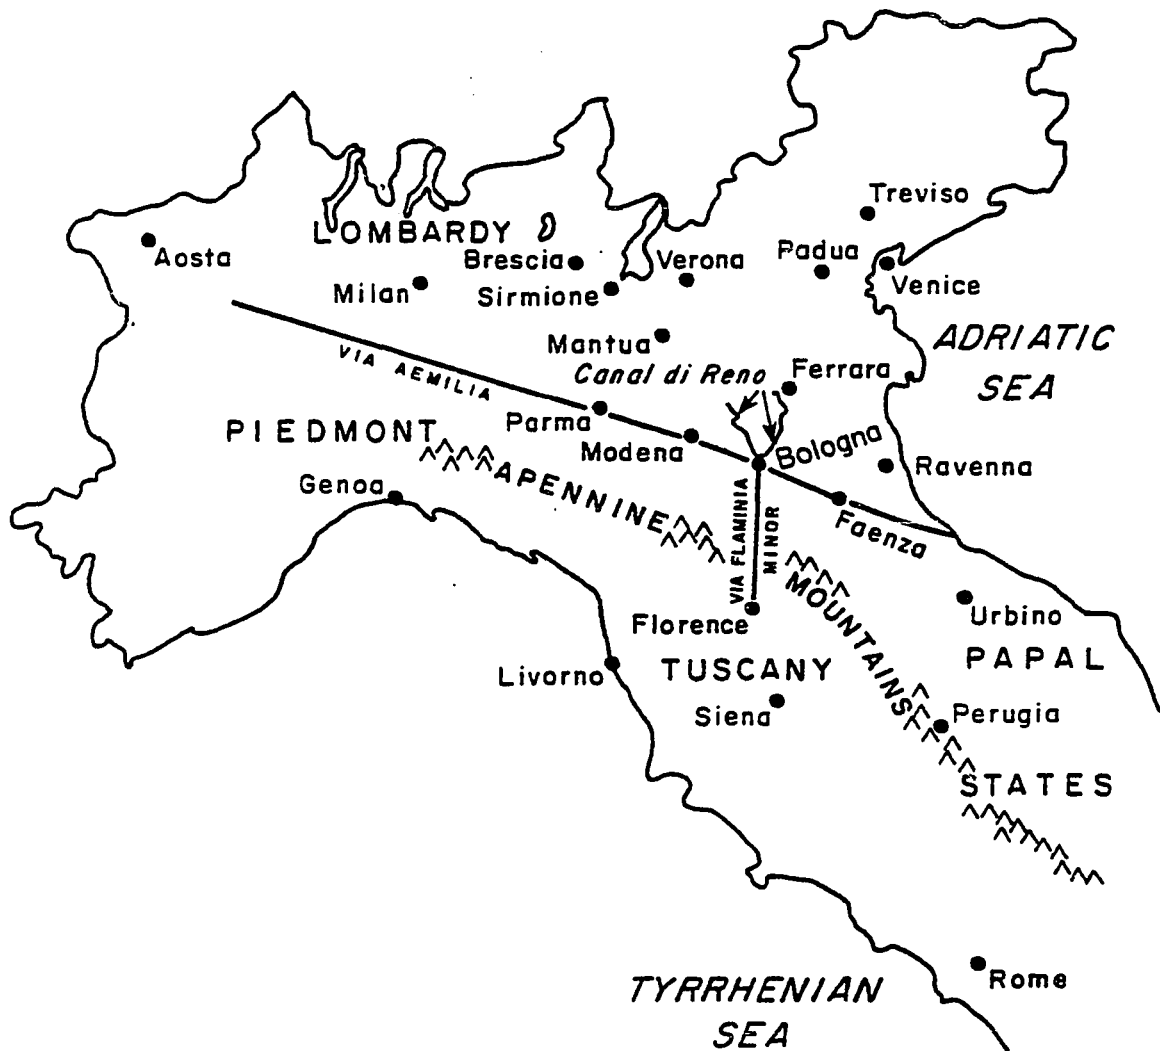 Treviso
LOMBARDY
Aosta
Brescia
Verona
Padua
Milan
Sirmione
Venice
ADRIATIC
SEA
Mantua
VIA AEMILIA
Canal di Reno
Ferrara
Parma
PIEDMONT
Modena
Bologna
Ravenna
Genoa
APENNINE
MOUNTAINS
VIA FLAMINIA
MINOR
Faenza
Florence
Urbino
PAPAL
STATES
Livorno
TUSCANY
Siena
Perugia
Rome
TYRRHENIAN
SEA